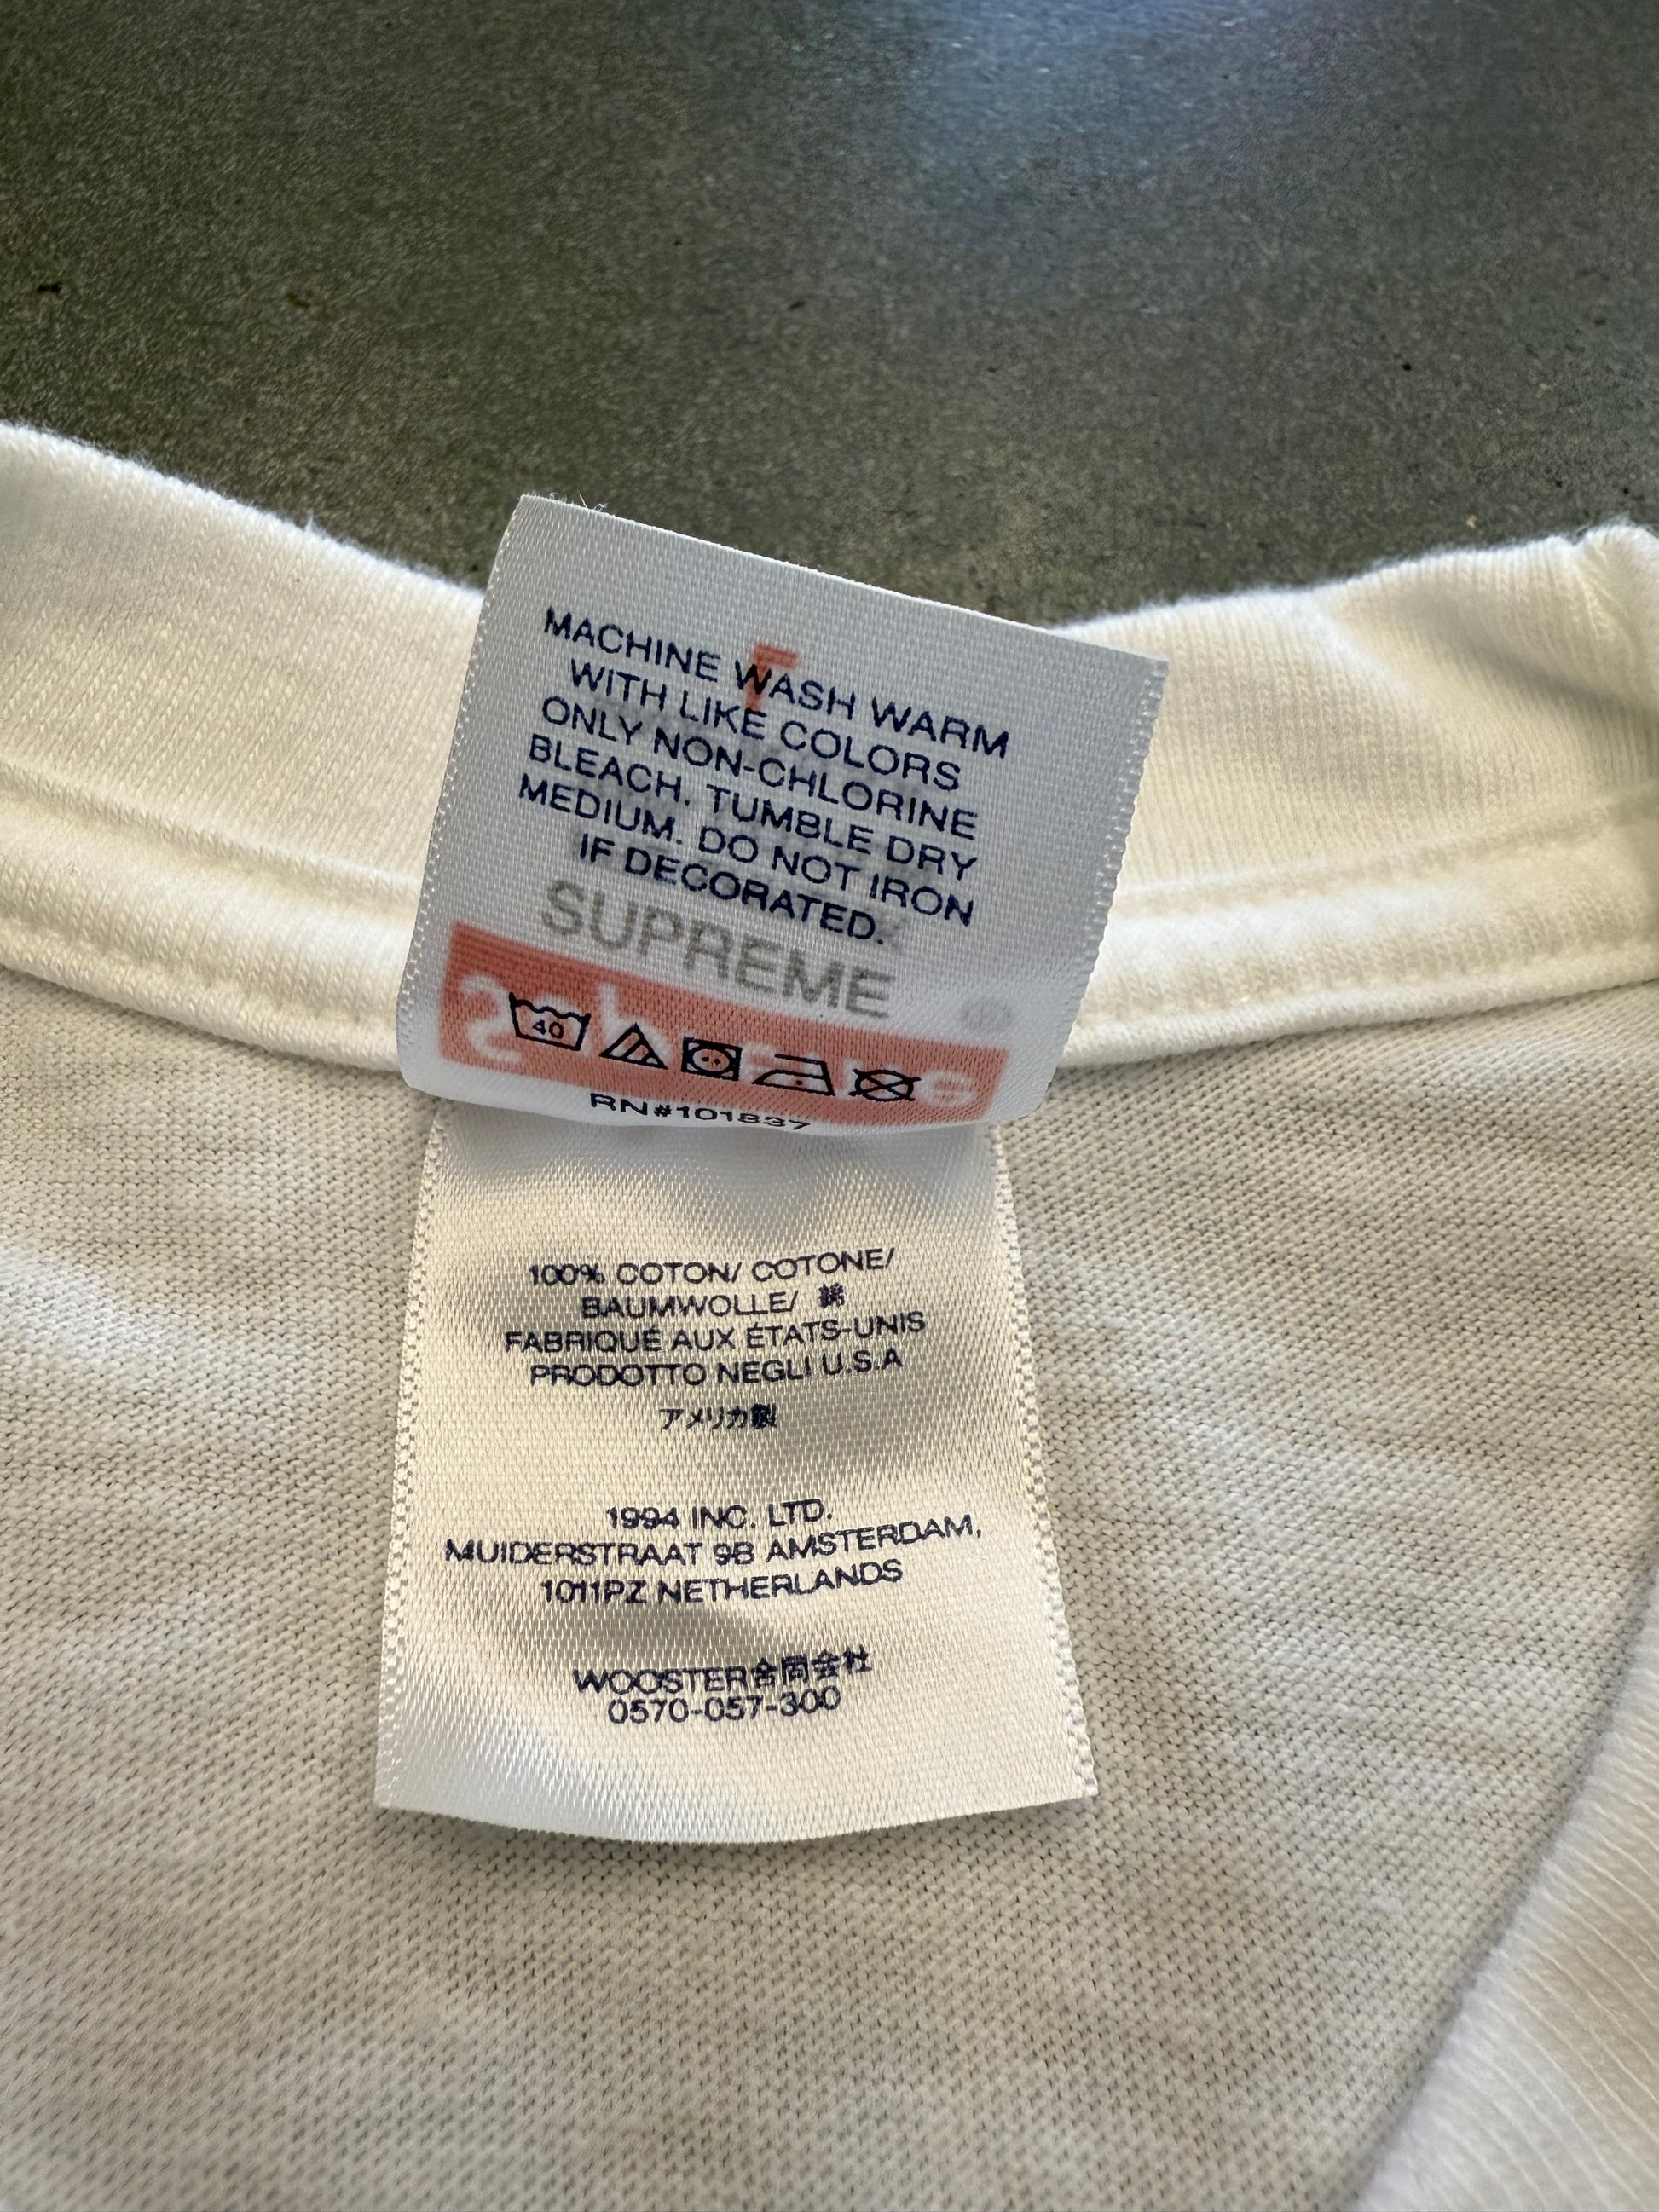 MACHINE WASH WARM
WITH LIKE COLORS
ONLY NON-CHLORINE
BLEACH. TUMBLE DRY
MEDIUM. DO NOT IRON
IF DECORATED.
SUPREME
Supreme
40
RN#101837
100% COTON/ COTONE/
BAUMWOLLE/ 綿
FABRIQUÉ AUX ÉTATS-UNIS
PRODOTTO NEGLI U.S.A
アメリカ製
1994 INC. LTD.
MUIDERSTRAAT 9B AMSTERDAM,
1011PZ NETHERLANDS
WOOSTER合同会社
0570-057-300